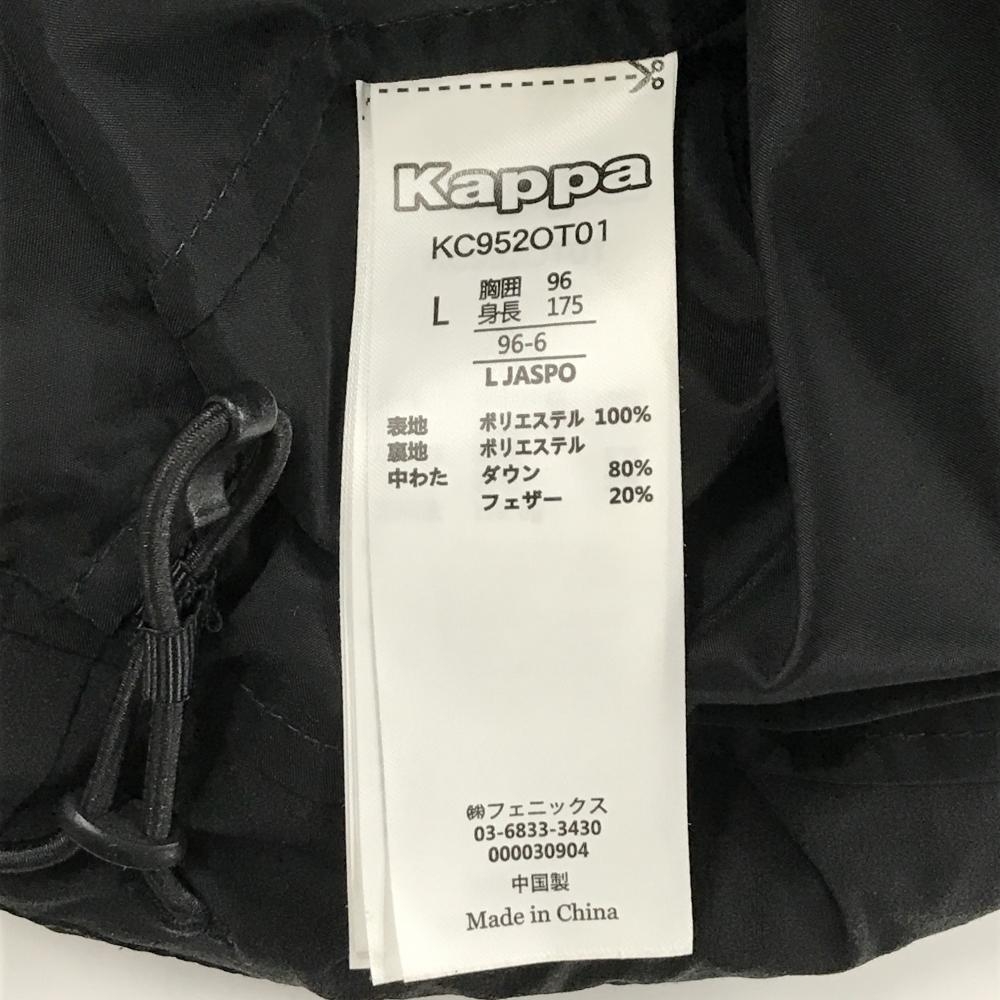 Kappa
KC952OT01
L
胸囲 96
身長 175
96-6
L JASPO
表地 ポリエステル 100%
裏地 ポリエステル
中わた ダウン 80%
フェザー 20%
㈱フェニックス
03-6833-3430
000030904
中国製
Made in China